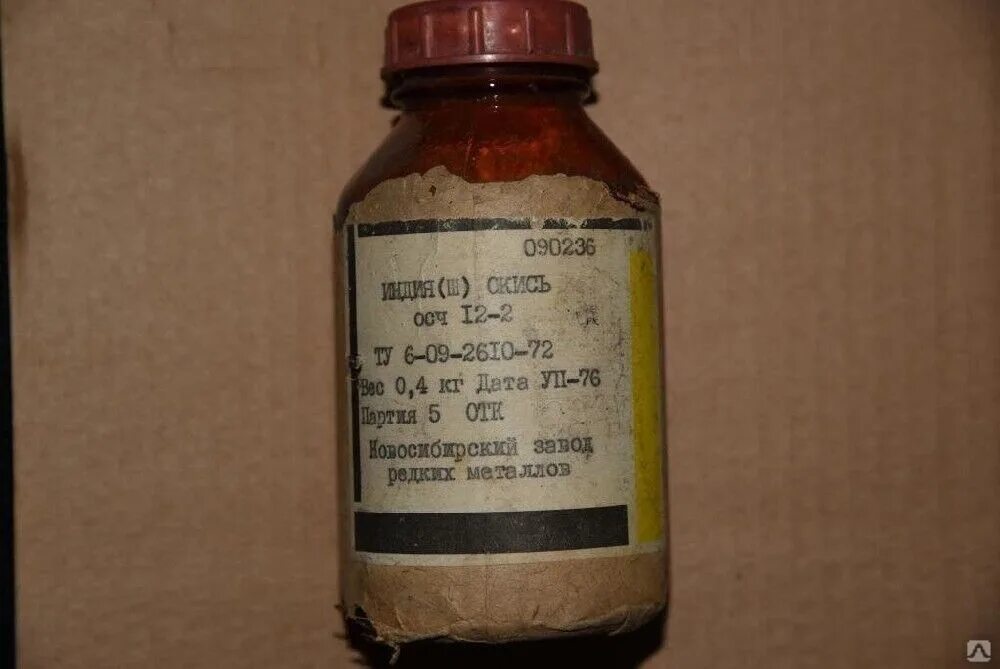 090236
ИНДИЯ(Ш) ОКИСЬ
осч I2-2
ТУ 6-09-26I0-72
Вес 0,4 кг Дата УП-76
Партия 5 ОТК
Новосибирский завод
редких металлов